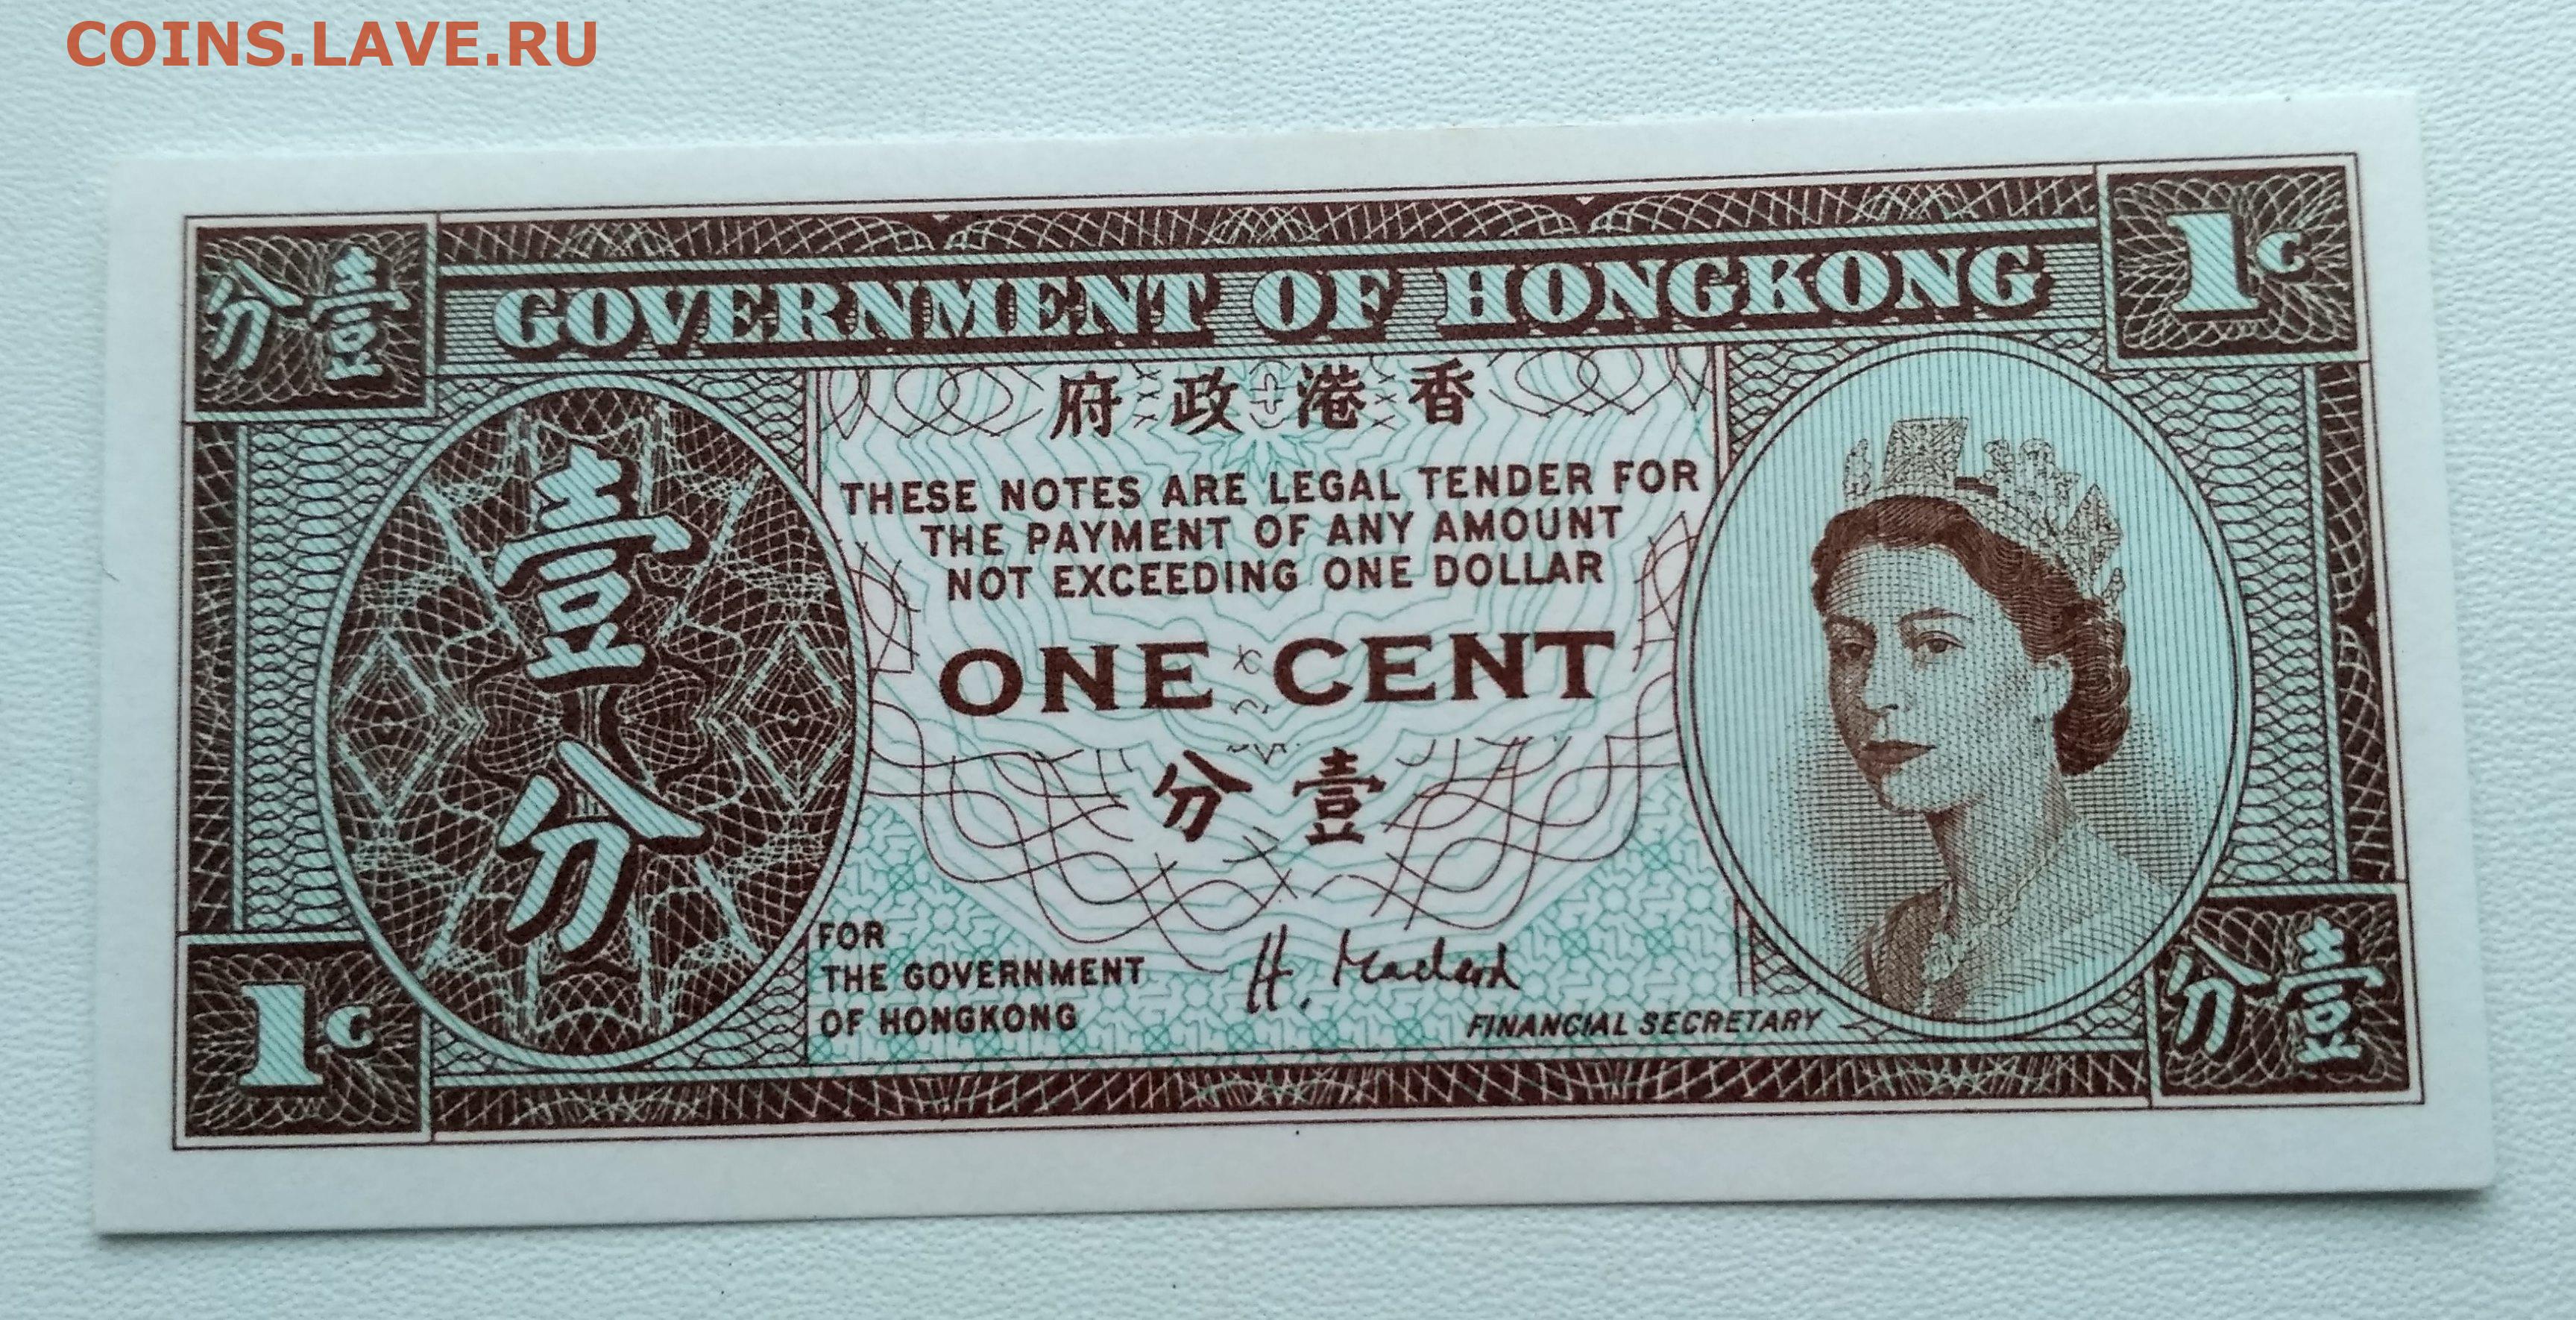 COINS.LAVE.RU
分壹
1C
GOVERNMENT OF HONGKONG
府政港香
THESE NOTES ARE LEGAL TENDER FOR
THE PAYMENT OF ANY AMOUNT
NOT EXCEEDING ONE DOLLAR
壹
分
ONE CENT
分壹
FOR
THE GOVERNMENT
OF HONGKONG
H. Macleod
FINANCIAL SECRETARY
1C
分壹